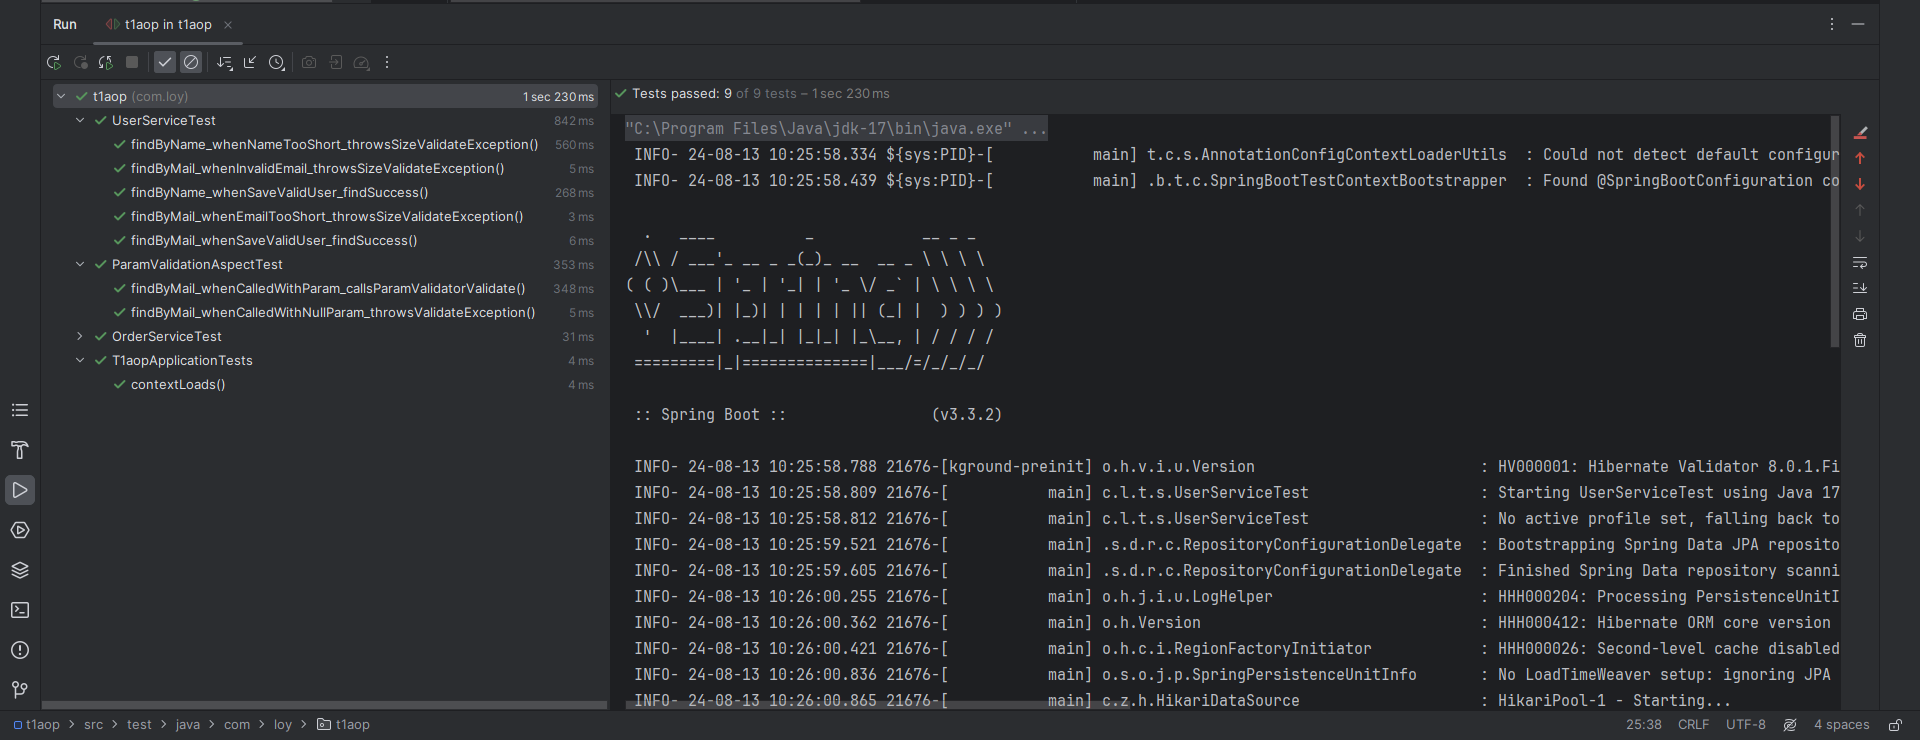 Run t1aop in t1aop
t1aop (com.loy) 1 sec 230 ms
UserServiceTest 842 ms
findByName_whenNameTooShort_throwsSizeValidateException() 560 ms
findByMail_whenInvalidEmail_throwsSizeValidateException() 5 ms
findByName_whenSaveValidUser_findSuccess() 268 ms
findByMail_whenEmailTooShort_throwsSizeValidateException() 3 ms
findByMail_whenSaveValidUser_findSuccess() 6 ms
ParamValidationAspectTest 353 ms
findByMail_whenCalledWithParam_callsParamValidatorValidate() 348 ms
findByMail_whenCalledWithNullParam_throwsValidateException() 5 ms
OrderServiceTest 31 ms
T1aopApplicationTests 4 ms
contextLoads() 4 ms
Tests passed: 9 of 9 tests – 1 sec 230 ms
"C:\Program Files\Java\jdk-17\bin\java.exe" ...
 INFO- 24-08-13 10:25:58.334 ${sys:PID}-[           main] t.c.s.AnnotationConfigContextLoaderUtils  : Could not detect default configur
 INFO- 24-08-13 10:25:58.439 ${sys:PID}-[           main] .b.t.c.SpringBootTestContextBootstrapper  : Found @SpringBootConfiguration co
  .   ____          _            __ _ _
 /\\ / ___'_ __ _ _(_)_ __  __ _ \ \ \ \
( ( )\___ | '_ | '_| | '_ \/ _` | \ \ \ \
 \\/  ___)| |_)| | | | | || (_| |  ) ) ) )
  '  |____| .__|_| |_|_| |_\__, | / / / /
 =========|_|==============|___/=/_/_/_/
 :: Spring Boot ::                (v3.3.2)
 INFO- 24-08-13 10:25:58.788 21676-[kground-preinit] o.h.v.i.u.Version                         : HV000001: Hibernate Validator 8.0.1.Fi
 INFO- 24-08-13 10:25:58.809 21676-[           main] c.l.t.s.UserServiceTest                   : Starting UserServiceTest using Java 17
 INFO- 24-08-13 10:25:58.812 21676-[           main] c.l.t.s.UserServiceTest                   : No active profile set, falling back to
 INFO- 24-08-13 10:25:59.521 21676-[           main] .s.d.r.c.RepositoryConfigurationDelegate  : Bootstrapping Spring Data JPA reposito
 INFO- 24-08-13 10:25:59.605 21676-[           main] .s.d.r.c.RepositoryConfigurationDelegate  : Finished Spring Data repository scanni
 INFO- 24-08-13 10:26:00.255 21676-[           main] o.h.j.i.u.LogHelper                       : HHH000204: Processing PersistenceUnitI
 INFO- 24-08-13 10:26:00.362 21676-[           main] o.h.Version                               : HHH000412: Hibernate ORM core version
 INFO- 24-08-13 10:26:00.421 21676-[           main] o.h.c.i.RegionFactoryInitiator            : HHH000026: Second-level cache disabled
 INFO- 24-08-13 10:26:00.836 21676-[           main] o.s.o.j.p.SpringPersistenceUnitInfo       : No LoadTimeWeaver setup: ignoring JPA
 INFO- 24-08-13 10:26:00.865 21676-[           main] c.z.h.HikariDataSource                    : HikariPool-1 - Starting...
t1aop > src > test > java > com > loy > t1aop 25:38 CRLF UTF-8 4 spaces